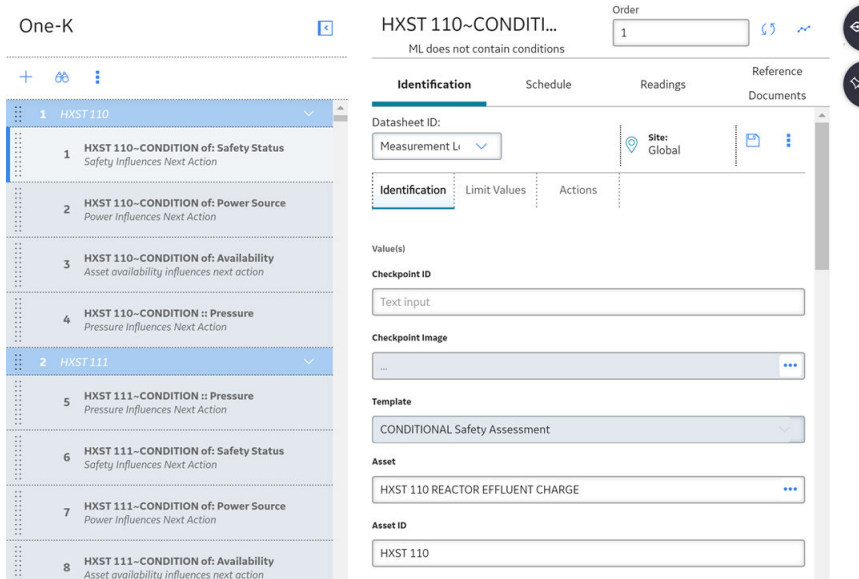 One-K
1 HXST 110
1 HXST 110~CONDITION of: Safety Status
Safety Influences Next Action
2 HXST 110~CONDITION of: Power Source
Power Influences Next Action
3 HXST 110~CONDITION of: Availability
Asset availability influences next action
4 HXST 110~CONDITION :: Pressure
Pressure Influences Next Action
2 HXST 111
5 HXST 111~CONDITION :: Pressure
Pressure Influences Next Action
6 HXST 111~CONDITION of: Safety Status
Safety Influences Next Action
7 HXST 111~CONDITION of: Power Source
Power Influences Next Action
8 HXST 111~CONDITION of: Availability
Asset availability influences next action
HXST 110~CONDITI...
ML does not contain conditions
Order
1
Identification
Schedule
Readings
Reference
Documents
Datasheet ID:
Measurement Lo
Site:
Global
Identification
Limit Values
Actions
Value(s)
Checkpoint ID
Text input
Checkpoint Image
...
Template
CONDITIONAL Safety Assessment
Asset
HXST 110 REACTOR EFFLUENT CHARGE
Asset ID
HXST 110